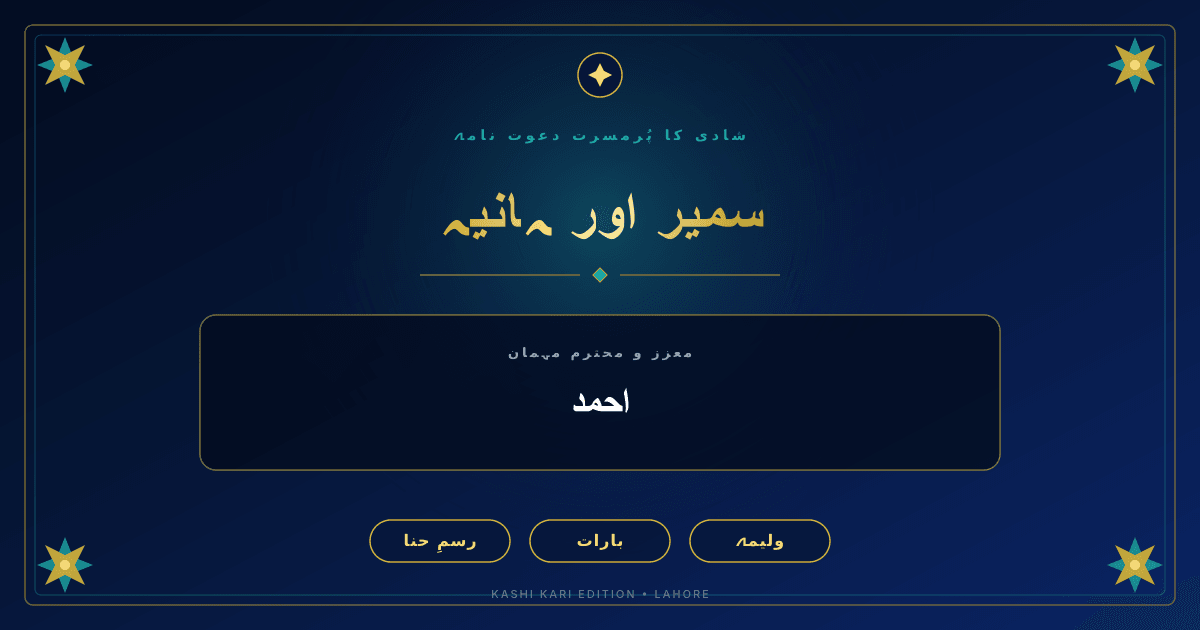 شادی کا پُرمسرت دعوت نامہ
سمیر اور ہانیہ
معزز و محترم مہمان
احمد
ولیمہ
بارات
رسمِ حنا
KASHI KARI EDITION • LAHORE